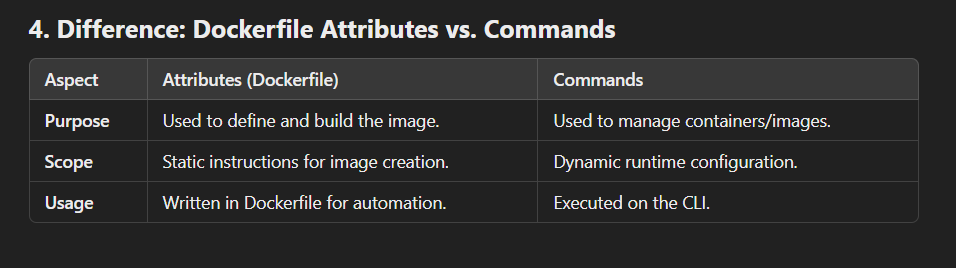 4. Difference: Dockerfile Attributes vs. Commands
Aspect Attributes (Dockerfile) Commands
Purpose Used to define and build the image. Used to manage containers/images.
Scope Static instructions for image creation. Dynamic runtime configuration.
Usage Written in Dockerfile for automation. Executed on the CLI.